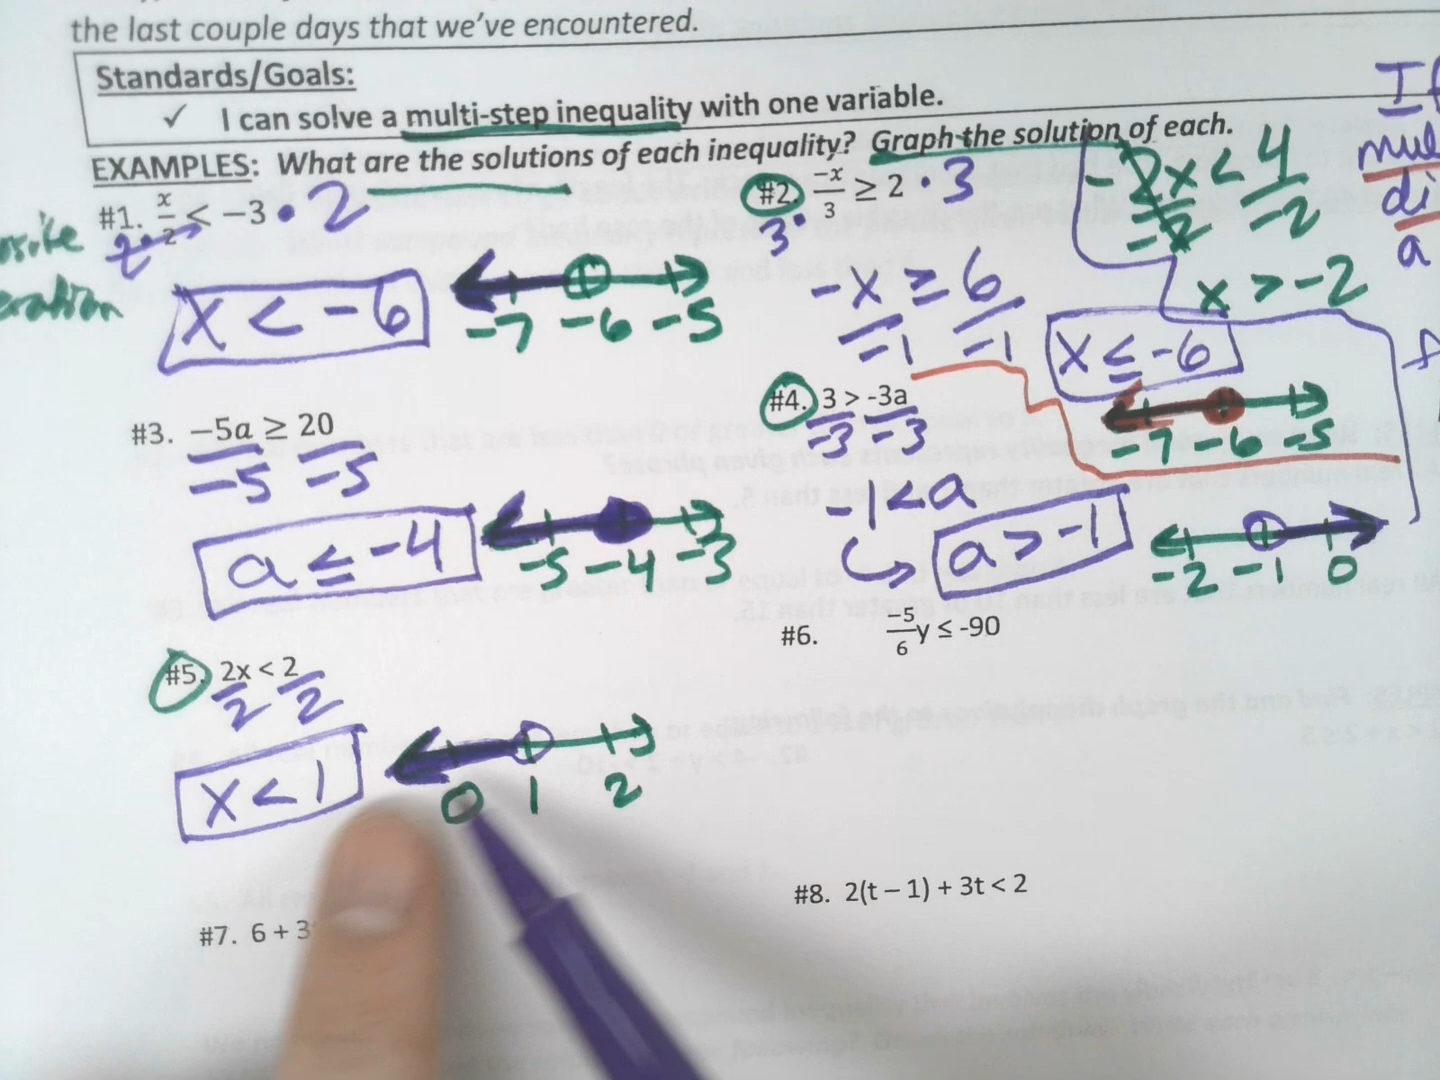 the last couple days that we've encountered.
Standards/Goals:
✓ I can solve a multi-step inequality with one variable.
EXAMPLES: What are the solutions of each inequality? Graph the solution of each.
#1. x/2 < -3 • 2
2 •
x < -6
-7 -6 -5
#2. -x/3 ≥ 2 • 3
3 •
-x ≥ 6
-1 -1
x ≤ -6
-7 -6 -5
-2x < 4
-2 -2
x > -2
If
mul
di
a
#3. -5a ≥ 20
-5 -5
a ≤ -4
-5 -4 -3
#4. 3 > -3a
-3 -3
-1 < a
a > -1
-2 -1 0
#5. 2x < 2
2 2
x < 1
0 1 2
#6. -5/6 y ≤ -90
#7. 6 + 3
#8. 2(t – 1) + 3t < 2